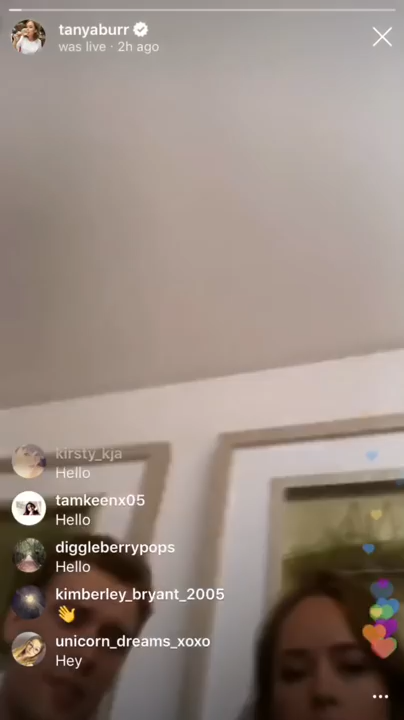 tanyaburr
was live · 2h ago
kirsty_kja
Hello
tamkeenx05
Hello
diggleberrypops
Hello
kimberley_bryant_2005
👋
unicorn_dreams_xoxo
Hey